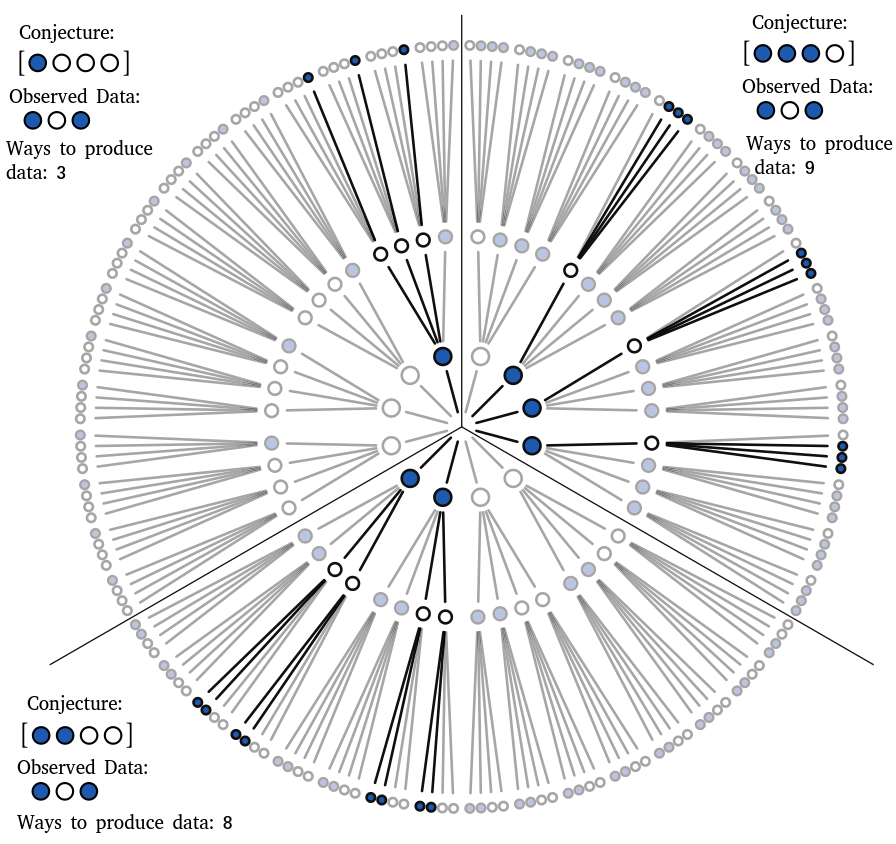 Conjecture:
[ ]
Observed Data:
Ways to produce
data: 3
Conjecture:
[ ]
Observed Data:
Ways to produce
data: 9
Conjecture:
[ ]
Observed Data:
Ways to produce data: 8